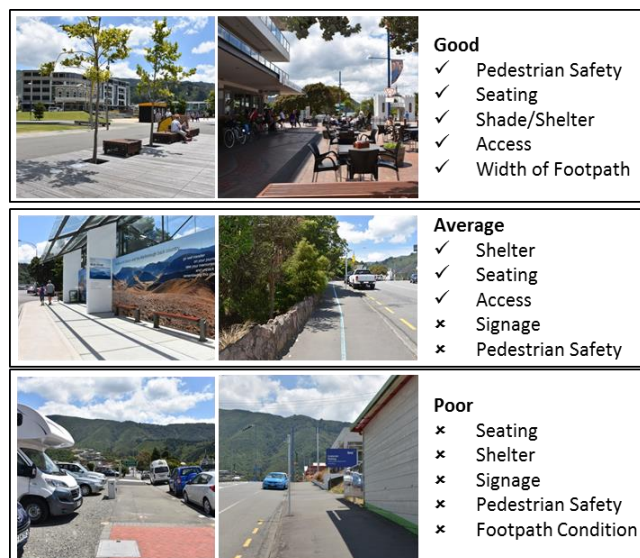 Good
✓ Pedestrian Safety
✓ Seating
✓ Shade/Shelter
✓ Access
✓ Width of Footpath
Average
✓ Shelter
✓ Seating
✓ Access
× Signage
× Pedestrian Safety
Poor
× Seating
× Shelter
× Signage
× Pedestrian Safety
× Footpath Condition